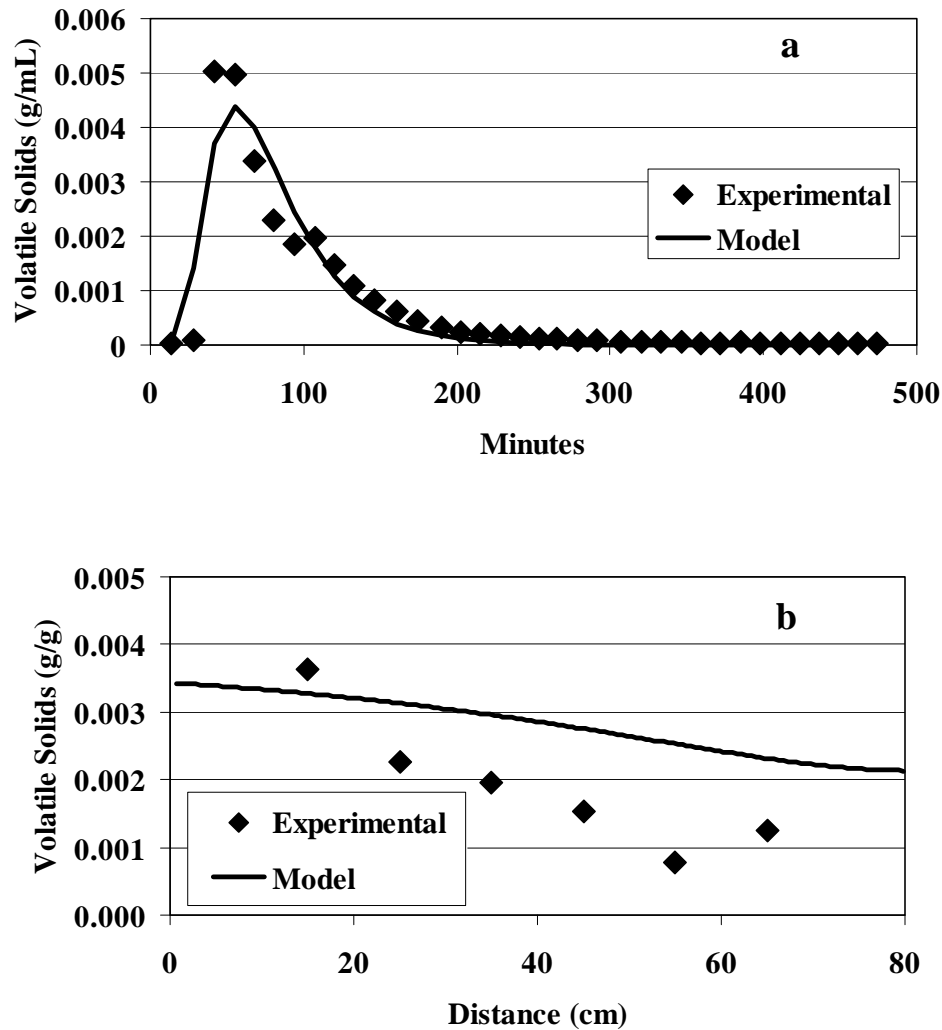 0.006
a
0.005
0.004
0.003
0.002
0.001
0
Volatile Solids (g/mL)
Experimental
Model
0 100 200 300 400 500
Minutes
0.005
b
0.004
0.003
0.002
0.001
0.000
Volatile Solids (g/g)
Experimental
Model
0 20 40 60 80
Distance (cm)